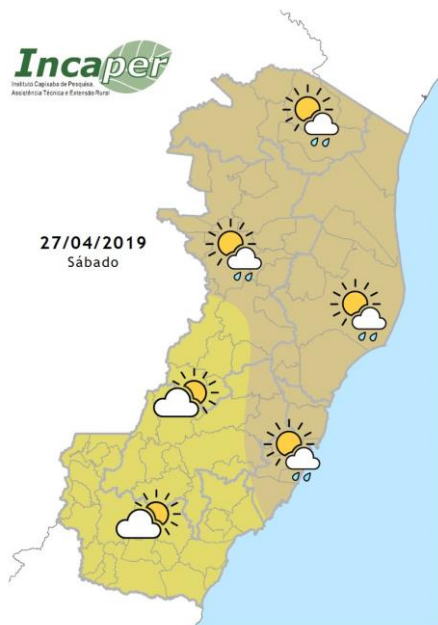 Incaper
Instituto Capixaba de Pesquisa,
Assistência Técnica e Extensão Rural
27/04/2019
Sábado